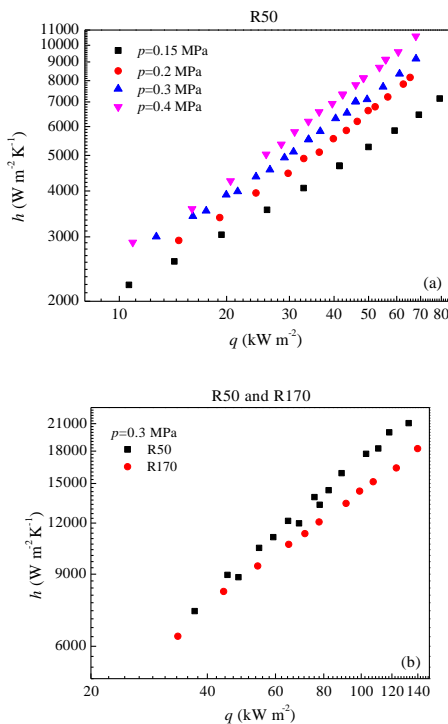 R50
11000
10000
9000
8000
7000
6000
5000
4000
3000
2000
h (W m⁻² K⁻¹)
p=0.15 MPa
p=0.2 MPa
p=0.3 MPa
p=0.4 MPa
(a)
10 20 30 40 50 60 70 80
q (kW m⁻²)
R50 and R170
21000
18000
15000
12000
9000
6000
h (W m⁻² K⁻¹)
p=0.3 MPa
R50
R170
(b)
20 40 60 80 100 120 140
q (kW m⁻²)